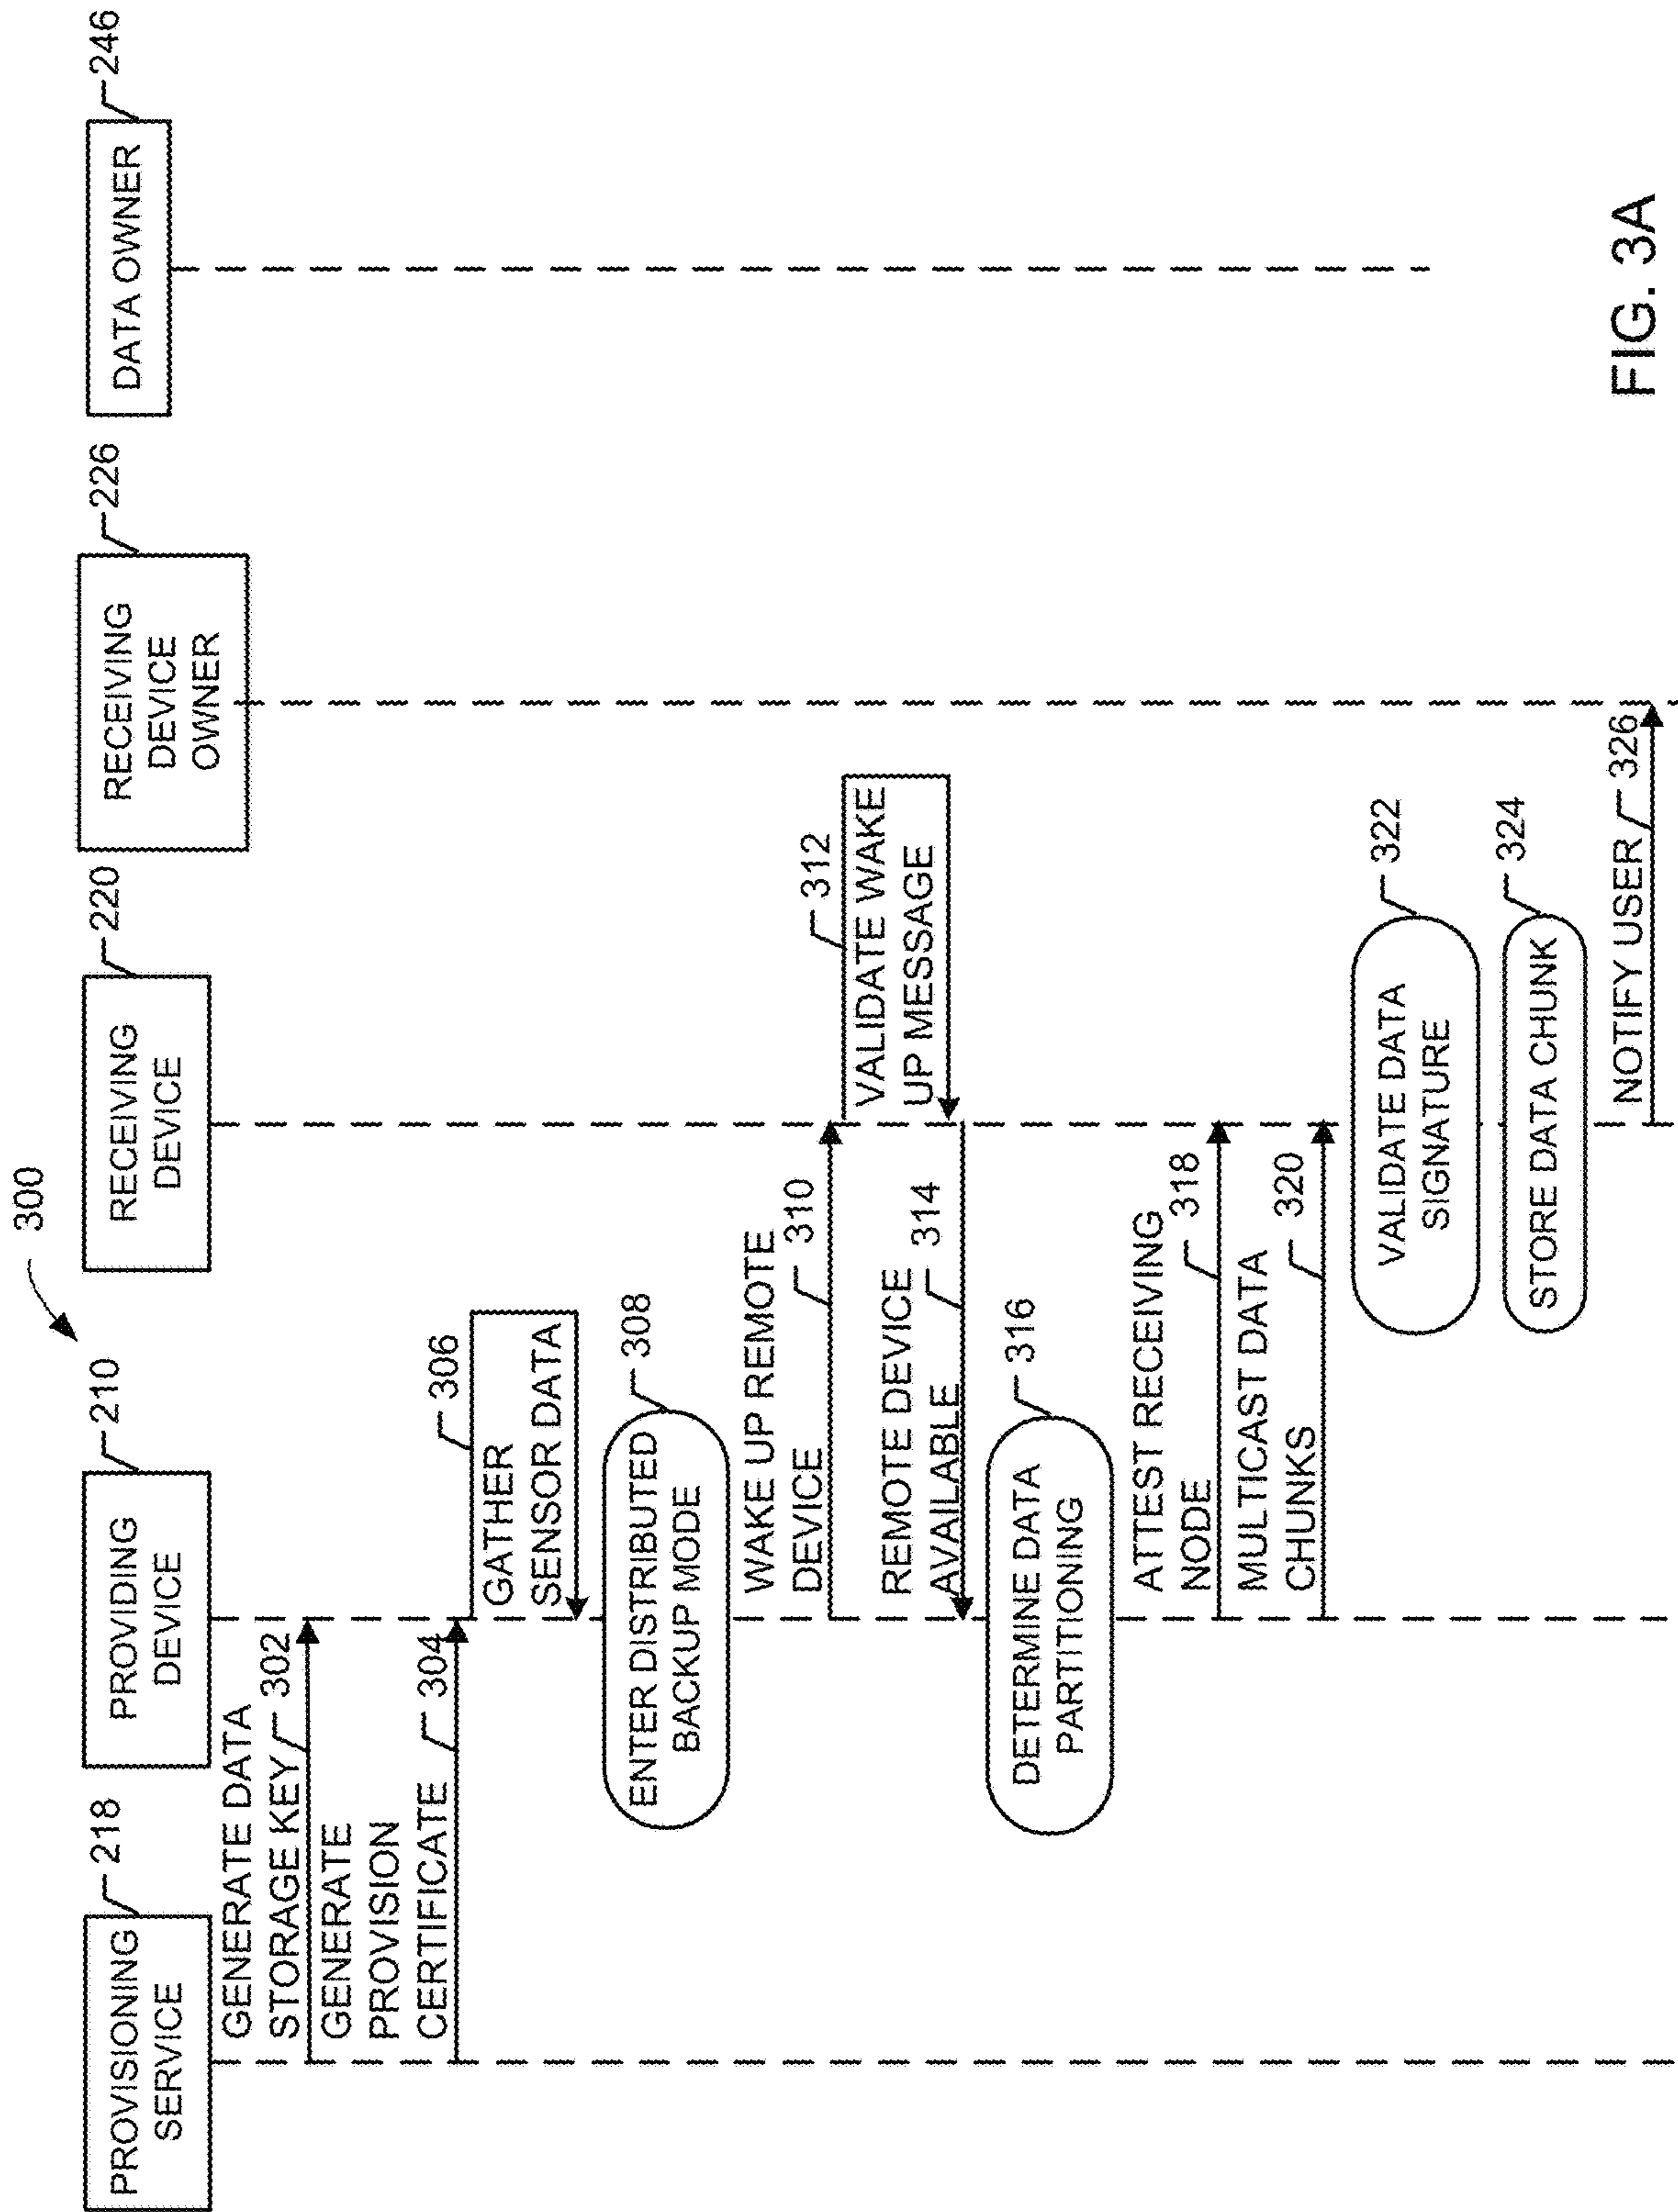 300
PROVISIONING
SERVICE
218
PROVIDING
DEVICE
210
RECEIVING
DEVICE
220
RECEIVING
DEVICE
OWNER
226
DATA OWNER
246
GENERATE DATA
STORAGE KEY 302
GENERATE
PROVISION
CERTIFICATE 304
306
GATHER
SENSOR DATA
ENTER DISTRIBUTED
BACKUP MODE
308
WAKE UP REMOTE
DEVICE 310
312
VALIDATE WAKE
UP MESSAGE
REMOTE DEVICE
AVAILABLE 314
DETERMINE DATA
PARTITIONING
316
ATTEST RECEIVING
NODE 318
MULTICAST DATA
CHUNKS 320
VALIDATE DATA
SIGNATURE
322
STORE DATA CHUNK
324
NOTIFY USER 326
FIG. 3A